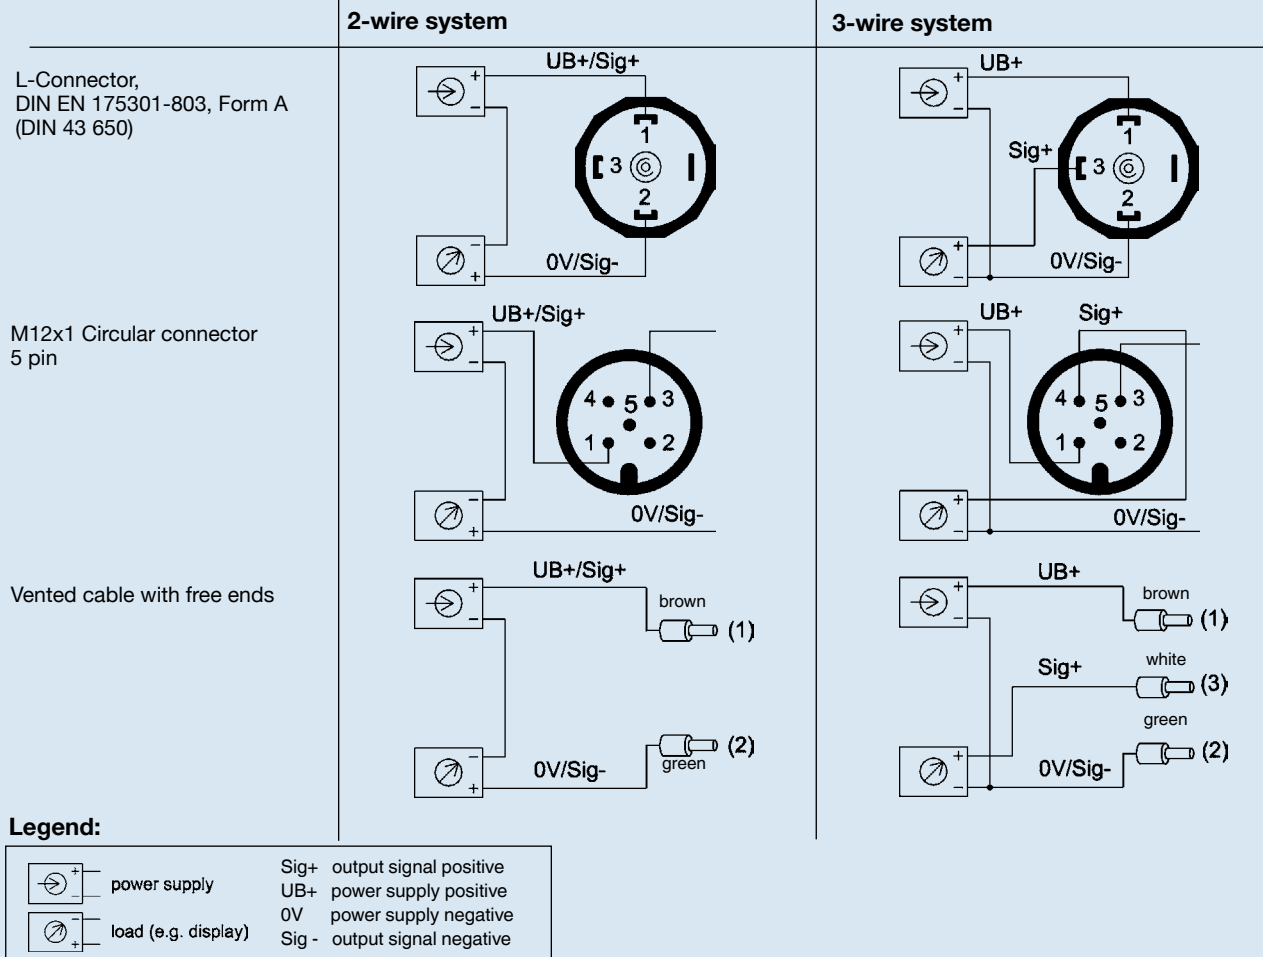 2-wire system
3-wire system
L-Connector,
DIN EN 175301-803, Form A
(DIN 43 650)
UB+/Sig+
+
−
1
3
2
−
+
0V/Sig-
UB+
+
−
Sig+
1
3
2
+
−
0V/Sig-
M12x1 Circular connector
5 pin
UB+/Sig+
+
−
4 5 3
1 2
−
+
0V/Sig-
UB+
Sig+
+
−
4 5 3
1 2
+
−
0V/Sig-
Vented cable with free ends
UB+/Sig+
+
−
brown
(1)
−
+
0V/Sig-
(2)
green
UB+
+
−
brown
(1)
Sig+
white
(3)
green
(2)
+
−
0V/Sig-
Legend:
+
−
power supply
−
+
load (e.g. display)
Sig+ output signal positive
UB+ power supply positive
0V power supply negative
Sig - output signal negative